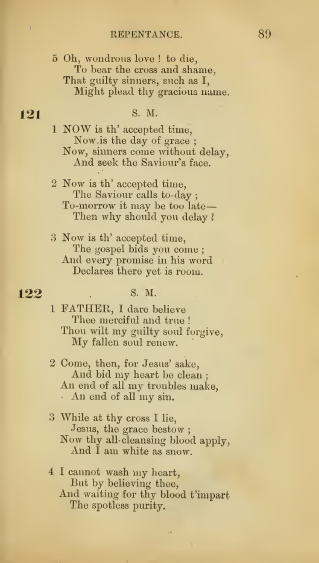 REPENTANCE. 89
5 Oh, wondrous love ! to die,
To bear the cross and shame,
That guilty sinners, such as I,
Might plead thy gracious name.
121 S. M.
1 NOW is th' accepted time,
Now is the day of grace ;
Now, sinners come without delay,
And seek the Saviour's face.
2 Now is th' accepted time,
The Saviour calls to-day ;
To-morrow it may be too late—
Then why should you delay ?
3 Now is th' accepted time,
The gospel bids you come ;
And every promise in his word
Declares there yet is room.
122 S. M.
1 FATHER, I dare believe
Thee merciful and true !
Thou wilt my guilty soul forgive,
My fallen soul renew.
2 Come, then, for Jesus' sake,
And bid my heart be clean ;
An end of all my troubles make,
An end of all my sin.
3 While at thy cross I lie,
Jesus, the grace bestow ;
Now thy all-cleansing blood apply,
And I am white as snow.
4 I cannot wash my heart,
But by believing thee,
And waiting for thy blood t'impart
The spotless purity.